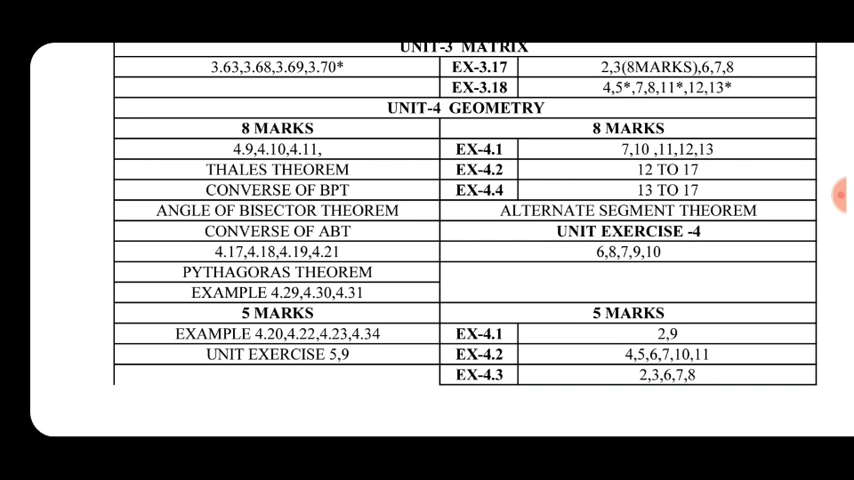 UNIT-3 MATRIX
3.63,3.68,3.69,3.70* EX-3.17 2,3(8MARKS),6,7,8
EX-3.18 4,5*,7,8,11*,12,13*
UNIT-4 GEOMETRY
8 MARKS 8 MARKS
4.9,4.10,4.11, EX-4.1 7,10 ,11,12,13
THALES THEOREM EX-4.2 12 TO 17
CONVERSE OF BPT EX-4.4 13 TO 17
ANGLE OF BISECTOR THEOREM ALTERNATE SEGMENT THEOREM
CONVERSE OF ABT UNIT EXERCISE -4
4.17,4.18,4.19,4.21 6,8,7,9,10
PYTHAGORAS THEOREM
EXAMPLE 4.29,4.30,4.31
5 MARKS 5 MARKS
EXAMPLE 4.20,4.22,4.23,4.34 EX-4.1 2,9
UNIT EXERCISE 5,9 EX-4.2 4,5,6,7,10,11
EX-4.3 2,3,6,7,8